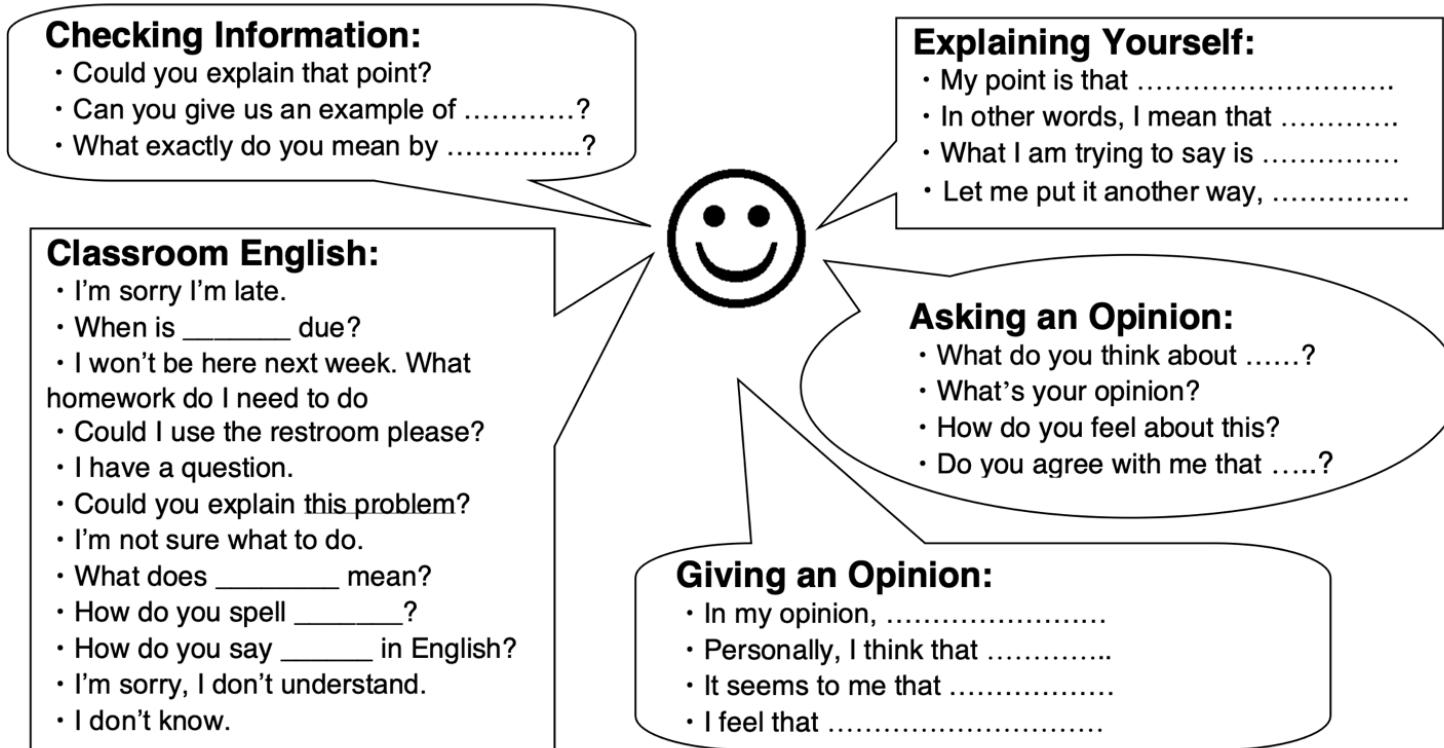 Checking Information:
・Could you explain that point?
・Can you give us an example of …………?
・What exactly do you mean by …………...?
Explaining Yourself:
・My point is that ……………………….
・In other words, I mean that ………….
・What I am trying to say is ……………
・Let me put it another way, ……………
Classroom English:
・I’m sorry I’m late.
・When is _______ due?
・I won’t be here next week. What
homework do I need to do
・Could I use the restroom please?
・I have a question.
・Could you explain this problem?
・I’m not sure what to do.
・What does ________ mean?
・How do you spell _______?
・How do you say ______ in English?
・I’m sorry, I don’t understand.
・I don’t know.
Asking an Opinion:
・What do you think about ……?
・What’s your opinion?
・How do you feel about this?
・Do you agree with me that …..?
Giving an Opinion:
・In my opinion, ……………………
・Personally, I think that …………..
・It seems to me that ………………
・I feel that …………………………